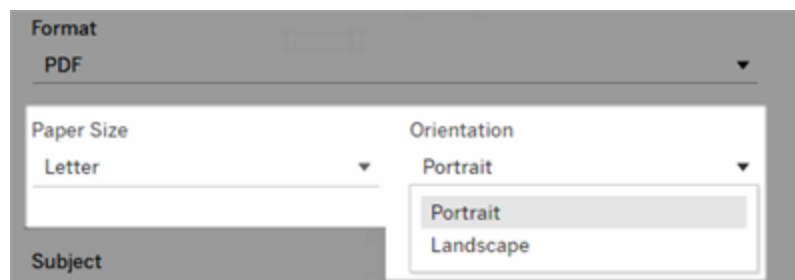 Format
PDF
Paper Size
Letter
Orientation
Portrait
Portrait
Landscape
Subject